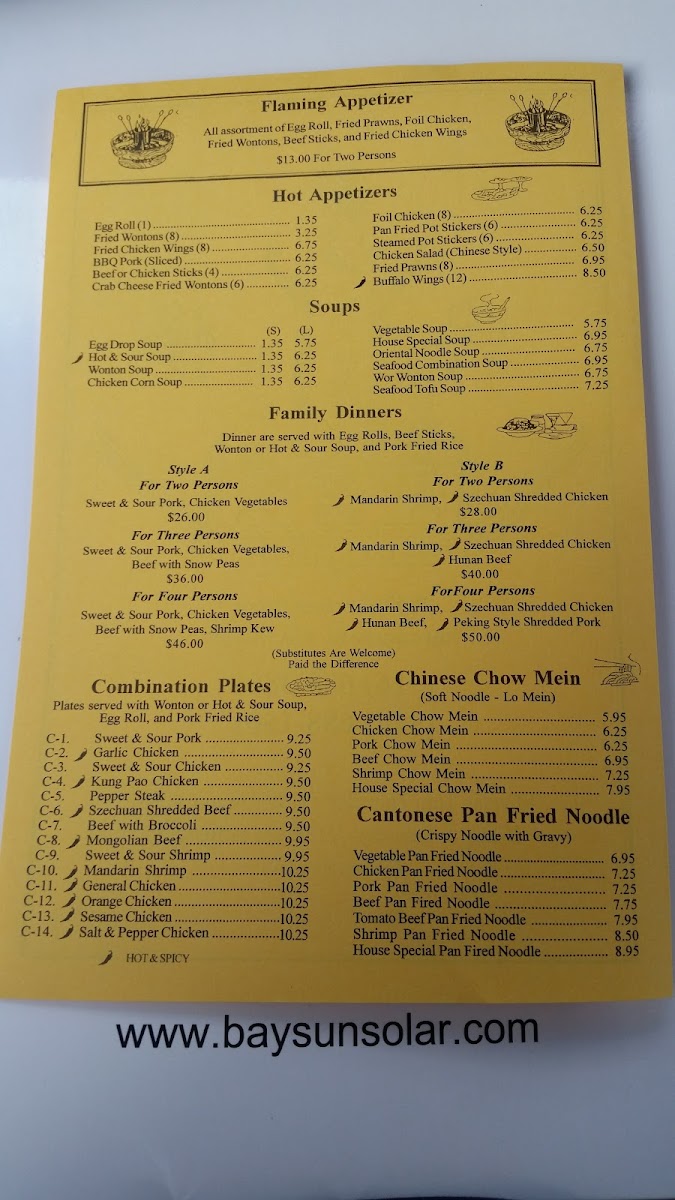 Flaming Appetizer
All assortment of Egg Roll, Fried Prawns, Foil Chicken,
Fried Wontons, Beef Sticks, and Fried Chicken Wings
$13.00 For Two Persons
Hot Appetizers
Egg Roll (1) 1.35
Fried Wontons (8) 3.25
Fried Chicken Wings (8) 6.75
BBQ Pork (Sliced) 6.25
Beef or Chicken Sticks (4) 6.25
Crab Cheese Fried Wontons (6) 6.25
Foil Chicken (8) 6.25
Pan Fried Pot Stickers (6) 6.25
Steamed Pot Stickers (6) 6.25
Chicken Salad (Chinese Style) 6.50
Fried Prawns (8) 6.95
Buffalo Wings (12) 8.50
Soups
(S) (L)
Egg Drop Soup 1.35 5.75
Hot & Sour Soup 1.35 6.25
Wonton Soup 1.35 6.25
Chicken Corn Soup 1.35 6.25
Vegetable Soup 5.75
House Special Soup 6.95
Oriental Noodle Soup 6.75
Seafood Combination Soup 6.95
Wor Wonton Soup 6.75
Seafood Tofu Soup 7.25
Family Dinners
Dinner are served with Egg Rolls, Beef Sticks,
Wonton or Hot & Sour Soup, and Pork Fried Rice
Style A
For Two Persons
Sweet & Sour Pork, Chicken Vegetables
$26.00
For Three Persons
Sweet & Sour Pork, Chicken Vegetables,
Beef with Snow Peas
$36.00
For Four Persons
Sweet & Sour Pork, Chicken Vegetables,
Beef with Snow Peas, Shrimp Kew
$46.00
Style B
For Two Persons
Mandarin Shrimp, Szechuan Shredded Chicken
$28.00
For Three Persons
Mandarin Shrimp, Szechuan Shredded Chicken
Hunan Beef
$40.00
ForFour Persons
Mandarin Shrimp, Szechuan Shredded Chicken
Hunan Beef, Peking Style Shredded Pork
$50.00
(Substitutes Are Welcome)
Paid the Difference
Combination Plates
Plates served with Wonton or Hot & Sour Soup,
Egg Roll, and Pork Fried Rice
C-1. Sweet & Sour Pork 9.25
C-2. Garlic Chicken 9.50
C-3. Sweet & Sour Chicken 9.25
C-4. Kung Pao Chicken 9.50
C-5. Pepper Steak 9.50
C-6. Szechuan Shredded Beef 9.50
C-7. Beef with Broccoli 9.50
C-8. Mongolian Beef 9.95
C-9. Sweet & Sour Shrimp 9.95
C-10. Mandarin Shrimp 10.25
C-11. General Chicken 10.25
C-12. Orange Chicken 10.25
C-13. Sesame Chicken 10.25
C-14. Salt & Pepper Chicken 10.25
HOT & SPICY
Chinese Chow Mein
(Soft Noodle - Lo Mein)
Vegetable Chow Mein 5.95
Chicken Chow Mein 6.25
Pork Chow Mein 6.25
Beef Chow Mein 6.95
Shrimp Chow Mein 7.25
House Special Chow Mein 7.95
Cantonese Pan Fried Noodle
(Crispy Noodle with Gravy)
Vegetable Pan Fried Noodle 6.95
Chicken Pan Fried Noodle 7.25
Pork Pan Fried Noodle 7.25
Beef Pan Fired Noodle 7.75
Tomato Beef Pan Fried Noodle 7.95
Shrimp Pan Fried Noodle 8.50
House Special Pan Fired Noodle 8.95
www.baysunsolar.com